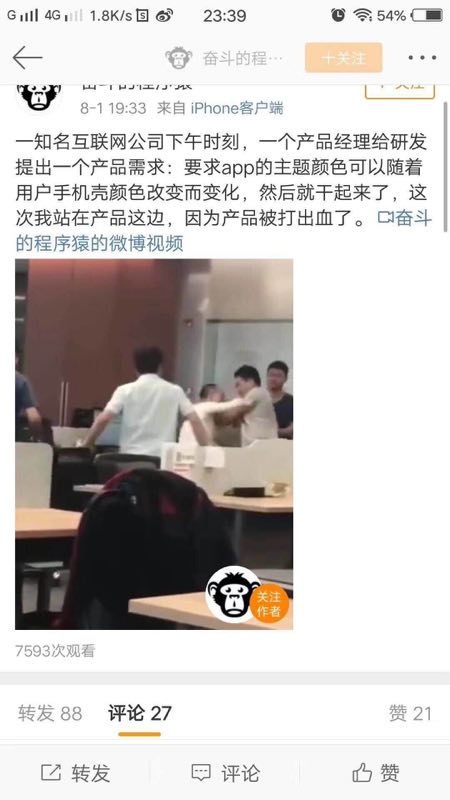 G 4G 1.8K/s 23:39 54%
奋斗的程… 十关注
8-1 19:33 来自 iPhone客户端
一知名互联网公司下午时刻，一个产品经理给研发
提出一个产品需求：要求app的主题颜色可以随着
用户手机壳颜色改变而变化，然后就干起来了，这
次我站在产品这边，因为产品被打出血了。奋斗
的程序猿的微博视频
关注
作者
7593次观看
转发 88 评论 27 赞 21
转发 评论 赞